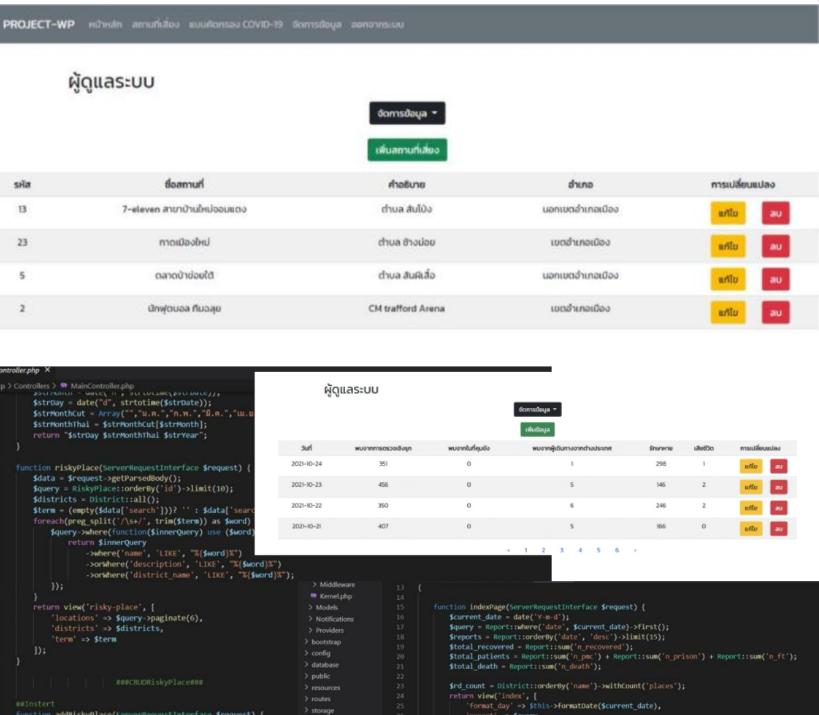 PROJECT-WP หน้าหลัก สถานที่เสี่ยง แบบคัดกรอง COVID-19 จัดการข้อมูล ออกจากระบบ
ผู้ดูแลระบบ
จัดการข้อมูล
เพิ่มสถานที่เสี่ยง
รหัส ชื่อสถานที่ คำอธิบาย อำเภอ การเปลี่ยนแปลง
13 7-eleven สาขาบ้านใหม่จอมแตง ตำบล สันโป่ง นอกเขตอำเภอเมือง แก้ไข ลบ
23 กาดเมืองใหม่ ตำบล ช้างม่อย เขตอำเภอเมือง แก้ไข ลบ
5 ตลาดป่าข่อยใต้ ตำบล สันผีเสื้อ นอกเขตอำเภอเมือง แก้ไข ลบ
2 นักฟุตบอล ทีมอลุย CM trafford Arena เขตอำเภอเมือง แก้ไข ลบ
ontroller.php ×
p > Controllers > MainController.php
$strDay = date("d", strtotime($strDate));
$strMonthCut = Array("","ม.ค.","ก.พ.","มี.ค.","เม.ย
$strMonthThai = $strMonthCut[$strMonth];
return "$strDay $strMonthThai $strYear";
}
function riskyPlace(ServerRequestInterface $request) {
$data = $request->getParsedBody();
$query = RiskyPlace::orderBy('id')->limit(10);
$districts = District::all();
$term = (empty($data['search']))? '' : $data['searc
foreach(preg_split('/\s+/', trim($term)) as $word)
$query->where(function($innerQuery) use ($word)
return $innerQuery
->where('name', 'LIKE', "%{$word}%")
->orWhere('description', 'LIKE', "%{$word}%")
->orWhere('district_name', 'LIKE', "%{$word}%");
});
}
return view('risky-place', [
'locations' => $query->paginate(6),
'districts' => $districts,
'term' => $term
]);
}
###CRUDRiskyPlace###
##Instert
function addRiskyPlace(ServerRequestInterface $request) {
ผู้ดูแลระบบ
จัดการข้อมูล
เพิ่มข้อมูล
วันที่ พบจากการตรวจเชิงรุก พบจากในที่คุมขัง พบจากผู้เดินทางจากต่างประเทศ รักษาหาย เสียชีวิต การเปลี่ยนแปลง
2021-10-24 351 0 1 298 1 แก้ไข ลบ
2021-10-23 456 0 5 146 2 แก้ไข ลบ
2021-10-22 350 0 6 246 2 แก้ไข ลบ
2021-10-21 407 0 5 166 0 แก้ไข ลบ
‹ 1 2 3 4 5 6 ›
> Middleware
Kernel.php
> Models
> Notifications
> Providers
> bootstrap
> config
> database
> public
> resources
> routes
> storage
13 {
14
15 function indexPage(ServerRequestInterface $request) {
16 $current_date = date('Y-m-d');
17 $query = Report::where('date', $current_date)->first();
18 $reports = Report::orderBy('date', 'desc')->limit(15);
19 $total_recovered = Report::sum('n_recovered');
20 $total_patients = Report::sum('n_pmc') + Report::sum('n_prison') + Report::sum('n_ft');
21 $total_death = Report::sum('n_death');
22
23 $rd_count = District::orderBy('name')->withCount('places');
24 return view('index', [
25 'format_day' => $this->formatDate($current_date),